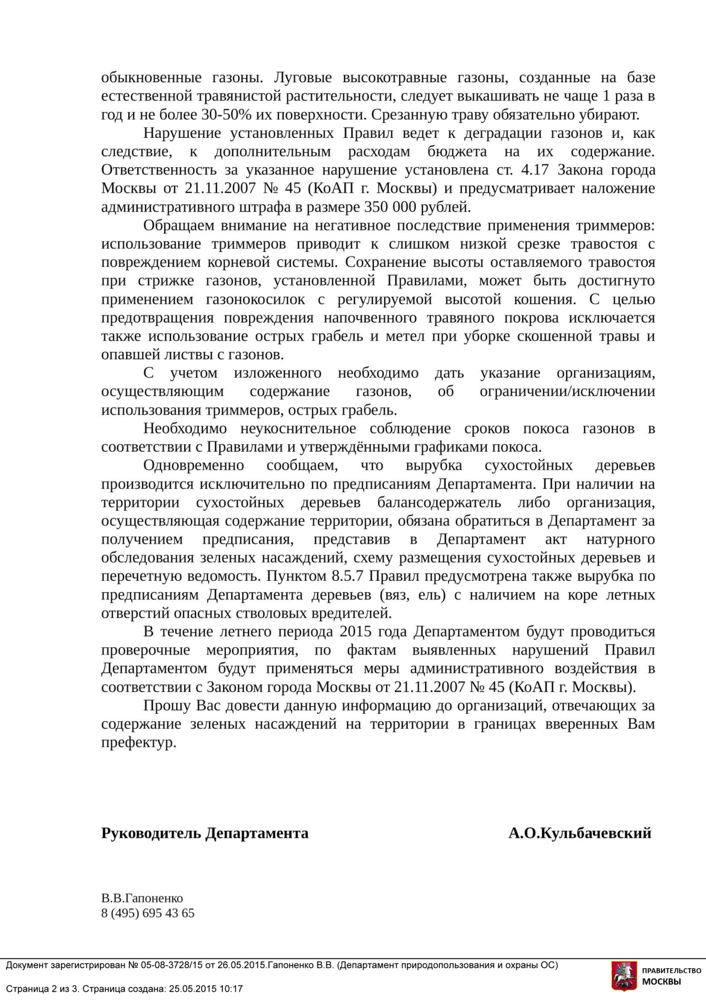 обыкновенные газоны. Луговые высокотравные газоны, созданные на базе
естественной травянистой растительности, следует выкашивать не чаще 1 раза в
год и не более 30-50% их поверхности. Срезанную траву обязательно убирают.
Нарушение установленных Правил ведет к деградации газонов и, как
следствие, к дополнительным расходам бюджета на их содержание.
Ответственность за указанное нарушение установлена ст. 4.17 Закона города
Москвы от 21.11.2007 № 45 (КоАП г. Москвы) и предусматривает наложение
административного штрафа в размере 350 000 рублей.
Обращаем внимание на негативное последствие применения триммеров:
использование триммеров приводит к слишком низкой срезке травостоя с
повреждением корневой системы. Сохранение высоты оставляемого травостоя
при стрижке газонов, установленной Правилами, может быть достигнуто
применением газонокосилок с регулируемой высотой кошения. С целью
предотвращения повреждения напочвенного травяного покрова исключается
также использование острых грабель и метел при уборке скошенной травы и
опавшей листвы с газонов.
С учетом изложенного необходимо дать указание организациям,
осуществляющим содержание газонов, об ограничении/исключении
использования триммеров, острых грабель.
Необходимо неукоснительное соблюдение сроков покоса газонов в
соответствии с Правилами и утверждёнными графиками покоса.
Одновременно сообщаем, что вырубка сухостойных деревьев
производится исключительно по предписаниям Департамента. При наличии на
территории сухостойных деревьев балансодержатель либо организация,
осуществляющая содержание территории, обязана обратиться в Департамент за
получением предписания, представив в Департамент акт натурного
обследования зеленых насаждений, схему размещения сухостойных деревьев и
перечетную ведомость. Пунктом 8.5.7 Правил предусмотрена также вырубка по
предписаниям Департамента деревьев (вяз, ель) с наличием на коре летных
отверстий опасных стволовых вредителей.
В течение летнего периода 2015 года Департаментом будут проводиться
проверочные мероприятия, по фактам выявленных нарушений Правил
Департаментом будут применяться меры административного воздействия в
соответствии с Законом города Москвы от 21.11.2007 № 45 (КоАП г. Москвы).
Прошу Вас довести данную информацию до организаций, отвечающих за
содержание зеленых насаждений на территории в границах вверенных Вам
префектур.
Руководитель Департамента А.О.Кульбачевский
В.В.Гапоненко
8 (495) 695 43 65
Документ зарегистрирован № 05-08-3728/15 от 26.05.2015.Гапоненко В.В. (Департамент природопользования и охраны ОС)
Страница 2 из 3. Страница создана: 25.05.2015 10:17
ПРАВИТЕЛЬСТВО
МОСКВЫ